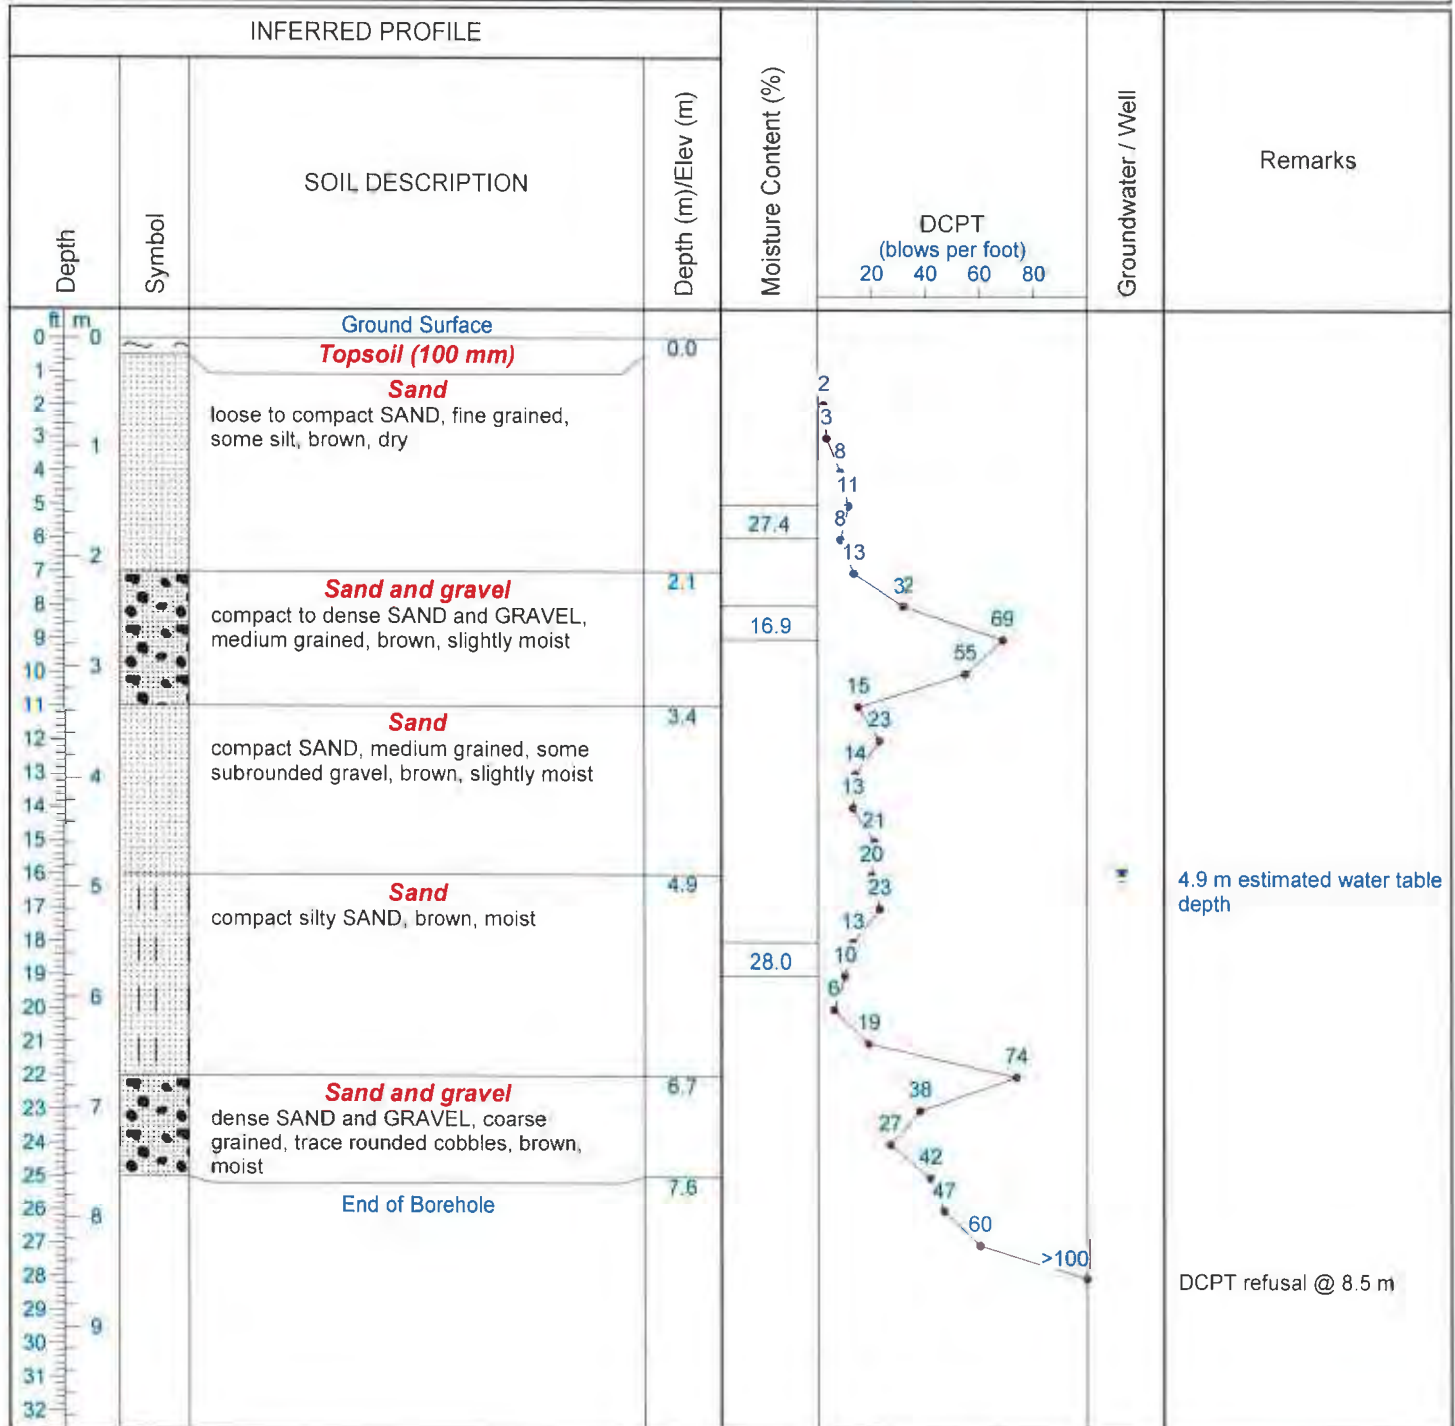 INFERRED PROFILE
Depth
Symbol
SOIL DESCRIPTION
Depth (m)/Elev (m)
Moisture Content (%)
DCPT
(blows per foot)
20 40 60 80
Groundwater / Well
Remarks
ft m
0 0
1
2
3
1
4
5
6
2
7
8
9
10 3
11
12
13 4
14
15
16
5
17
18
19
6
20
21
22
23 7
24
25
26 8
27
28
29
9
30
31
32
Ground Surface
Topsoil (100 mm)
0.0
Sand
loose to compact SAND, fine grained,
some silt, brown, dry
Sand and gravel
2.1
compact to dense SAND and GRAVEL,
medium grained, brown, slightly moist
Sand
3.4
compact SAND, medium grained, some
subrounded gravel, brown, slightly moist
Sand
4.9
compact silty SAND, brown, moist
Sand and gravel
6.7
dense SAND and GRAVEL, coarse
grained, trace rounded cobbles, brown,
moist
7.6
End of Borehole
27.4
16.9
28.0
2
3
8
11
8
13
32
69
55
15
23
14
13
21
20
23
13
10
6
19
74
38
27
42
47
60
>100
4.9 m estimated water table
depth
DCPT refusal @ 8.5 m